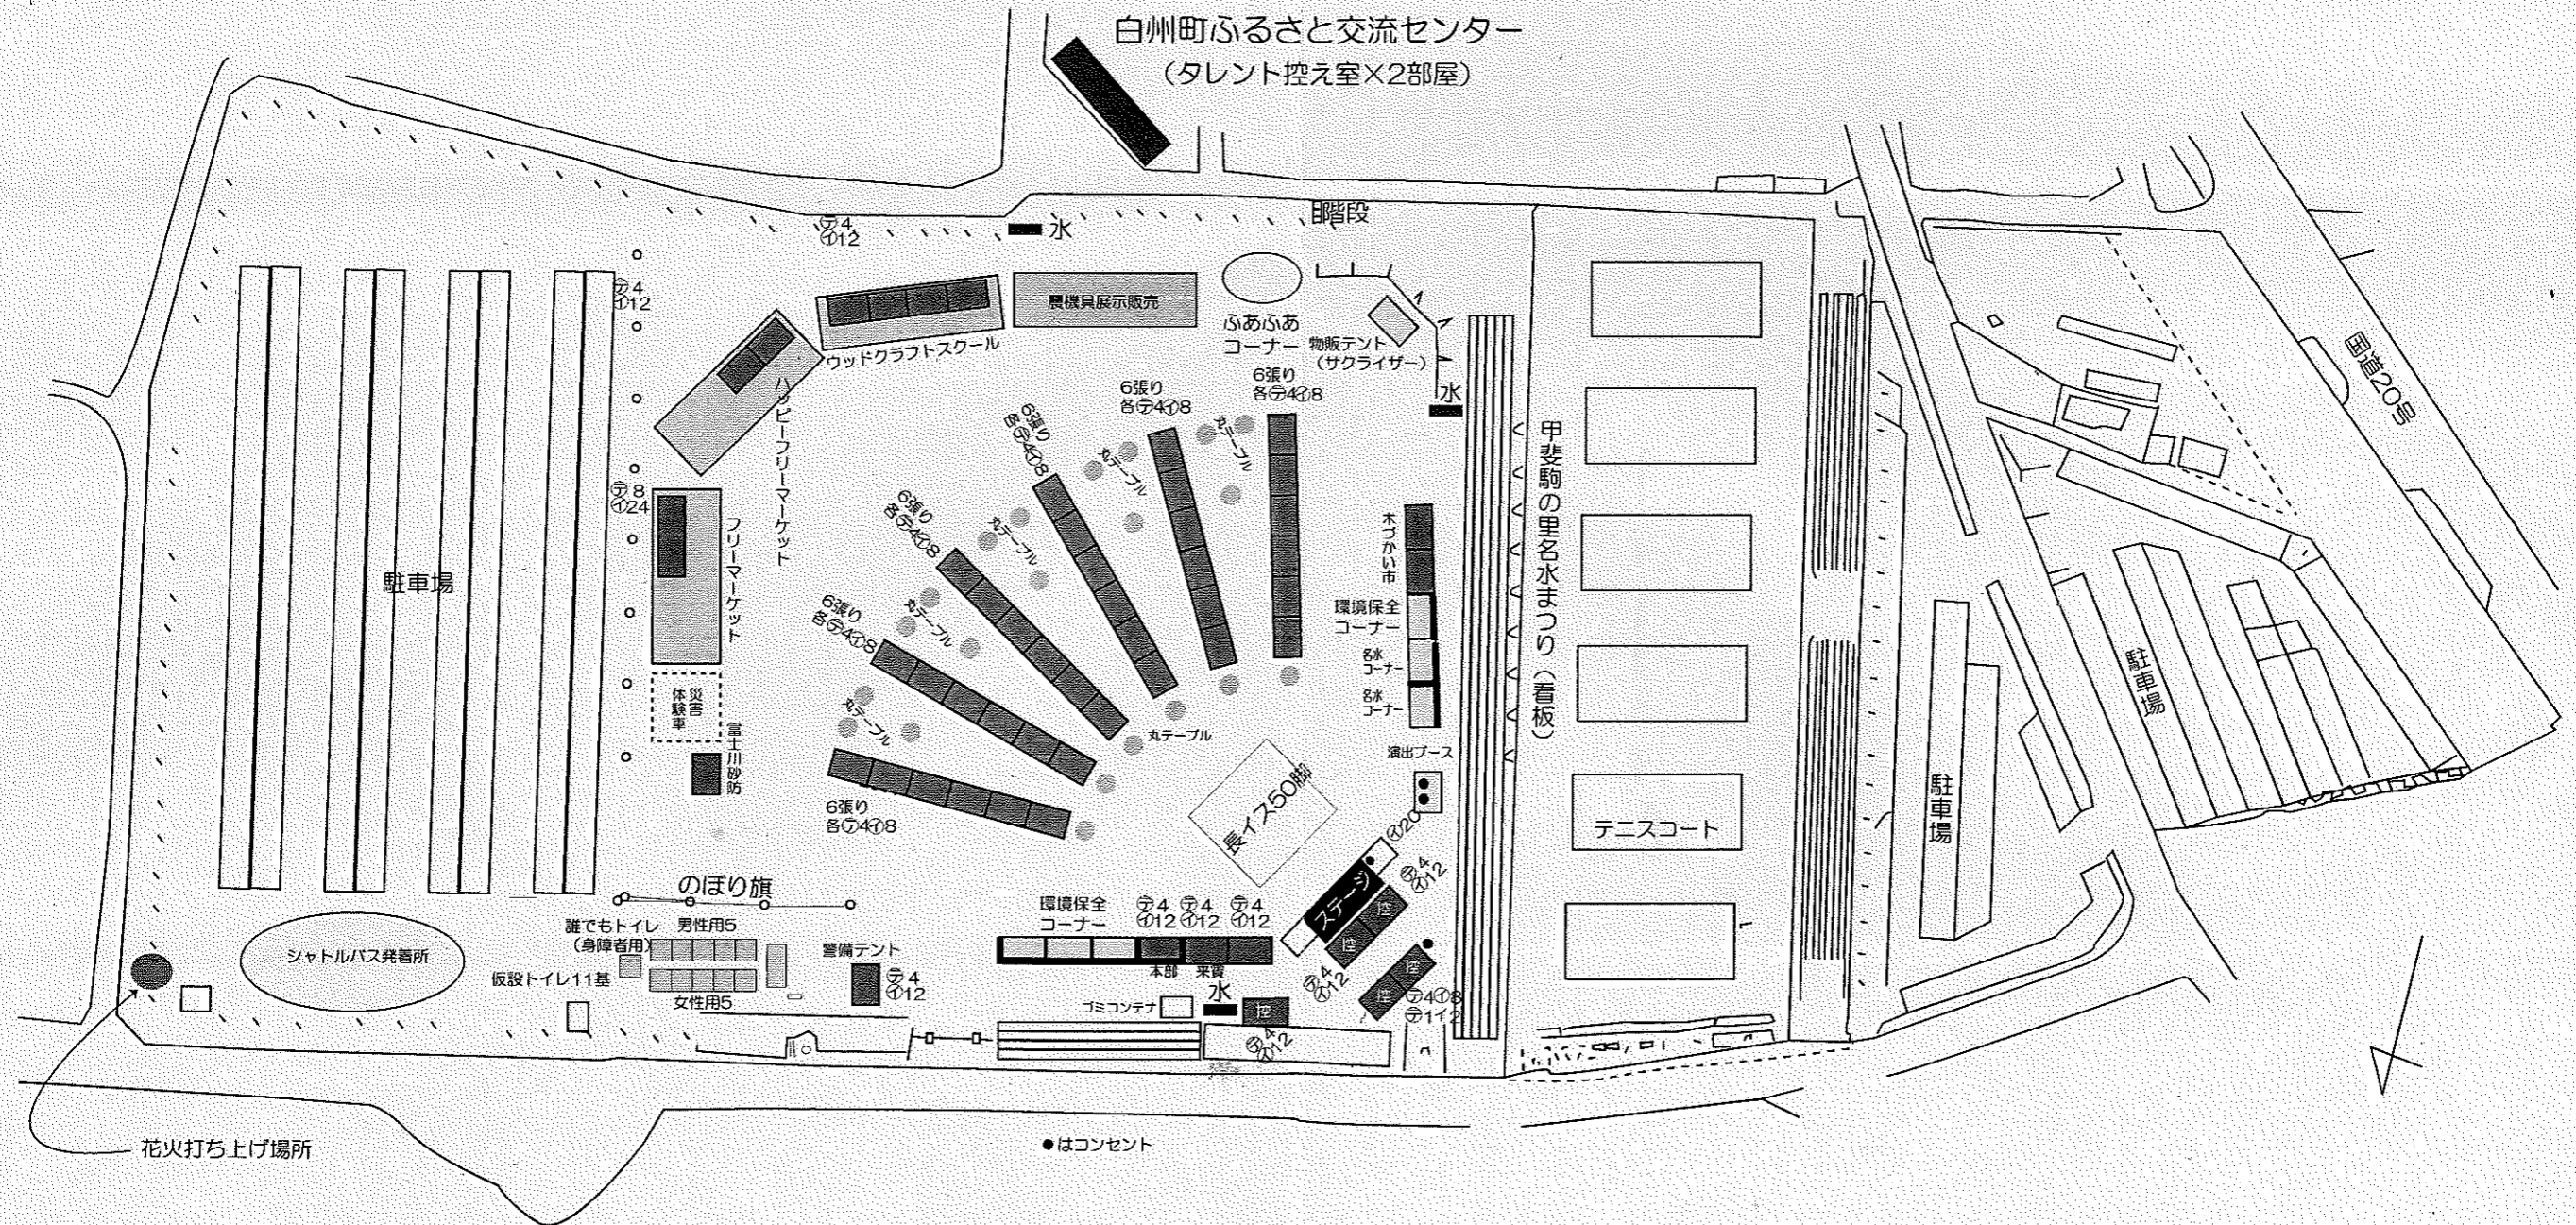 白州町ふるさと交流センター
（タレント控え室×2部屋）
㋢4
㋑12
水
階段
国道20号
㋢4
㋑12
農機具展示販売
ふあふあ
コーナー
物販テント
（サクライザー）
ウッドクラフトスクール
ハッピーフリーマーケット
6張り
各㋢4㋑8
6張り
各㋢4㋑8
6張り
各㋢4㋑8
6張り
各㋢4㋑8
6張り
各㋢4㋑8
6張り
各㋢4㋑8
丸テーブル
丸テーブル
丸テーブル
丸テーブル
丸テーブル
丸テーブル
水
甲斐駒の里名水まつり（看板）
㋢8
㋑24
フリーマーケット
駐車場
木づかい市
環境保全
コーナー
名水
コーナー
名水
コーナー
災害
体験車
富士川砂防
演出ブース
長イス50脚
㋑20
ステージ
㋢4
㋑12
控
控
控
控
㋢4
㋑12
㋢4㋑8
㋢1イ2
テニスコート
駐車場
駐車場
のぼり旗
誰でもトイレ
（身障者用）
男性用5
女性用5
仮設トイレ11基
シャトルバス発着所
警備テント
㋢4
㋑12
環境保全
コーナー
㋢4
㋑12
㋢4
㋑12
㋢4
㋑12
本部
来賓
水
ゴミコンテナ
控
㋢4
㋑12
花火打ち上げ場所
●はコンセント